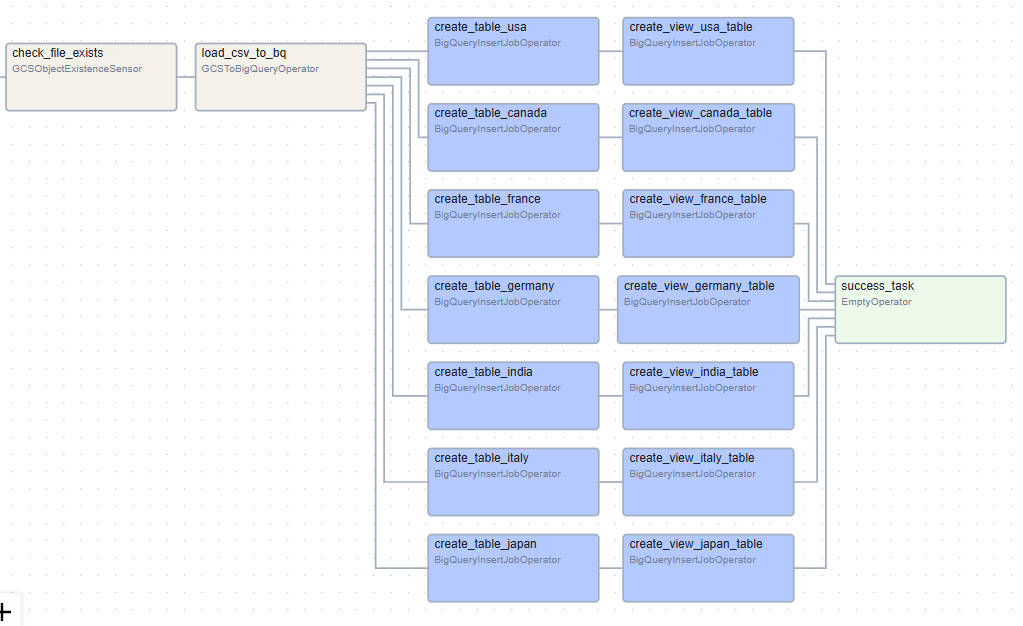 check_file_exists
GCSObjectExistenceSensor
load_csv_to_bq
GCSToBigQueryOperator
create_table_usa
BigQueryInsertJobOperator
create_view_usa_table
BigQueryInsertJobOperator
create_table_canada
BigQueryInsertJobOperator
create_view_canada_table
BigQueryInsertJobOperator
create_table_france
BigQueryInsertJobOperator
create_view_france_table
BigQueryInsertJobOperator
create_table_germany
BigQueryInsertJobOperator
create_view_germany_table
BigQueryInsertJobOperator
create_table_india
BigQueryInsertJobOperator
create_view_india_table
BigQueryInsertJobOperator
create_table_italy
BigQueryInsertJobOperator
create_view_italy_table
BigQueryInsertJobOperator
create_table_japan
BigQueryInsertJobOperator
create_view_japan_table
BigQueryInsertJobOperator
success_task
EmptyOperator